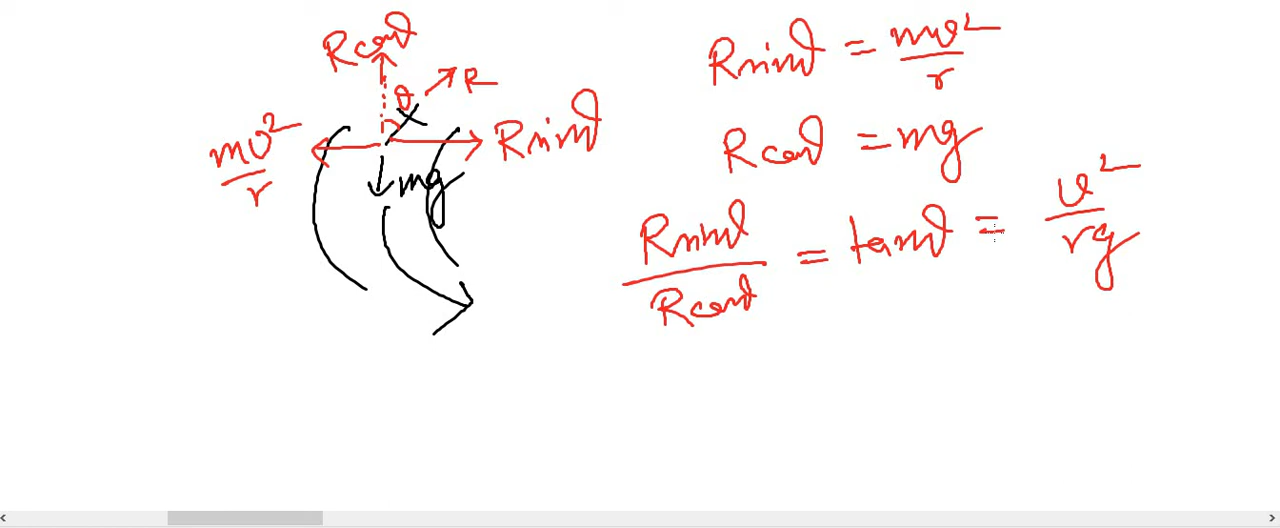 Rcosθ
θ
R
mv²/r
Rsinθ
mg
Rsinθ = mv²/r
Rcosθ = mg
Rsinθ/Rcosθ = tanθ = v²/rg